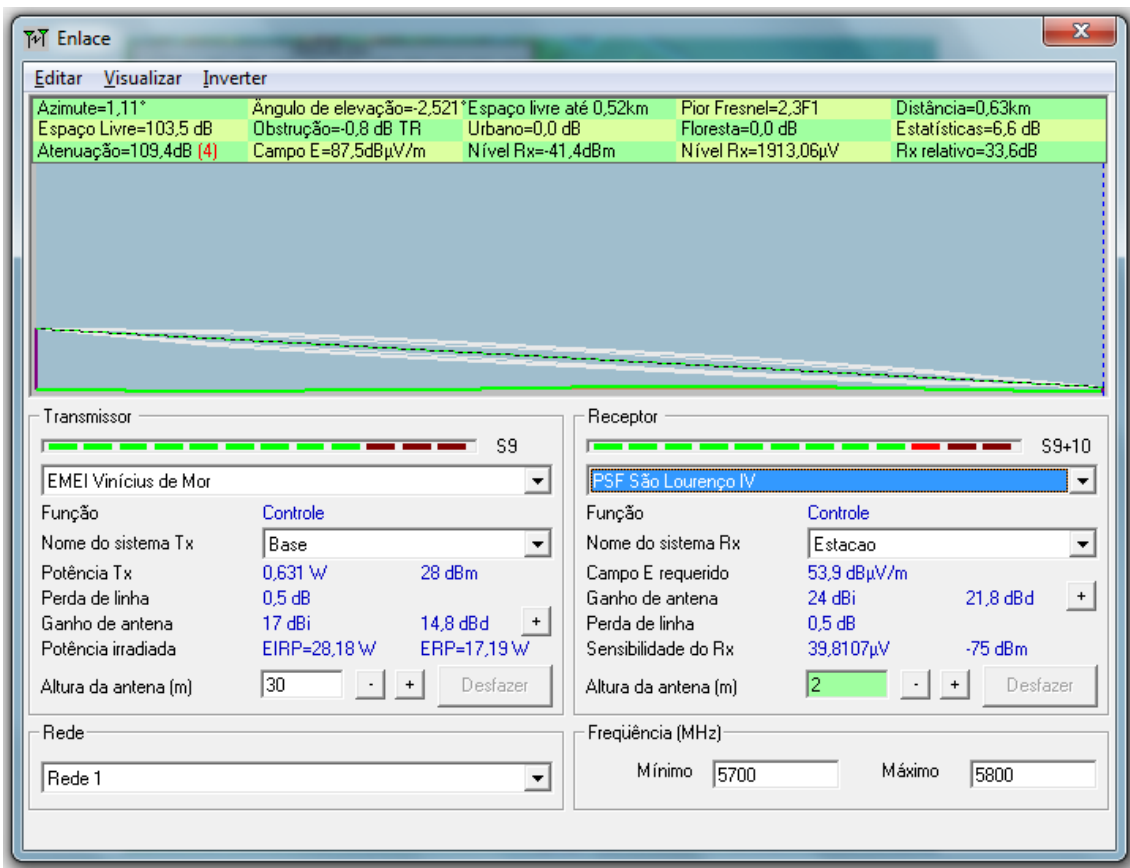 Enlace
Editar Visualizar Inverter
Azimute=1,11° Ângulo de elevação=-2,521° Espaço livre até 0,52km Pior Fresnel=2,3F1 Distância=0,63km
Espaço Livre=103,5 dB Obstrução=-0,8 dB TR Urbano=0,0 dB Floresta=0,0 dB Estatísticas=6,6 dB
Atenuação=109,4dB (4) Campo E=87,5dBµV/m Nível Rx=-41,4dBm Nível Rx=1913,06µV Rx relativo=33,6dB
Transmissor
S9
EMEI Vinícius de Mor
Função Controle
Nome do sistema Tx Base
Potência Tx 0,631 W 28 dBm
Perda de linha 0,5 dB
Ganho de antena 17 dBi 14,8 dBd +
Potência irradiada EIRP=28,18 W ERP=17,19 W
Altura da antena (m) 30 - + Desfazer
Receptor
S9+10
PSF São Lourenço IV
Função Controle
Nome do sistema Rx Estacao
Campo E requerido 53,9 dBµV/m
Ganho de antena 24 dBi 21,8 dBd +
Perda de linha 0,5 dB
Sensibilidade do Rx 39,8107µV -75 dBm
Altura da antena (m) 2 - + Desfazer
Rede
Rede 1
Freqüência (MHz)
Mínimo 5700 Máximo 5800